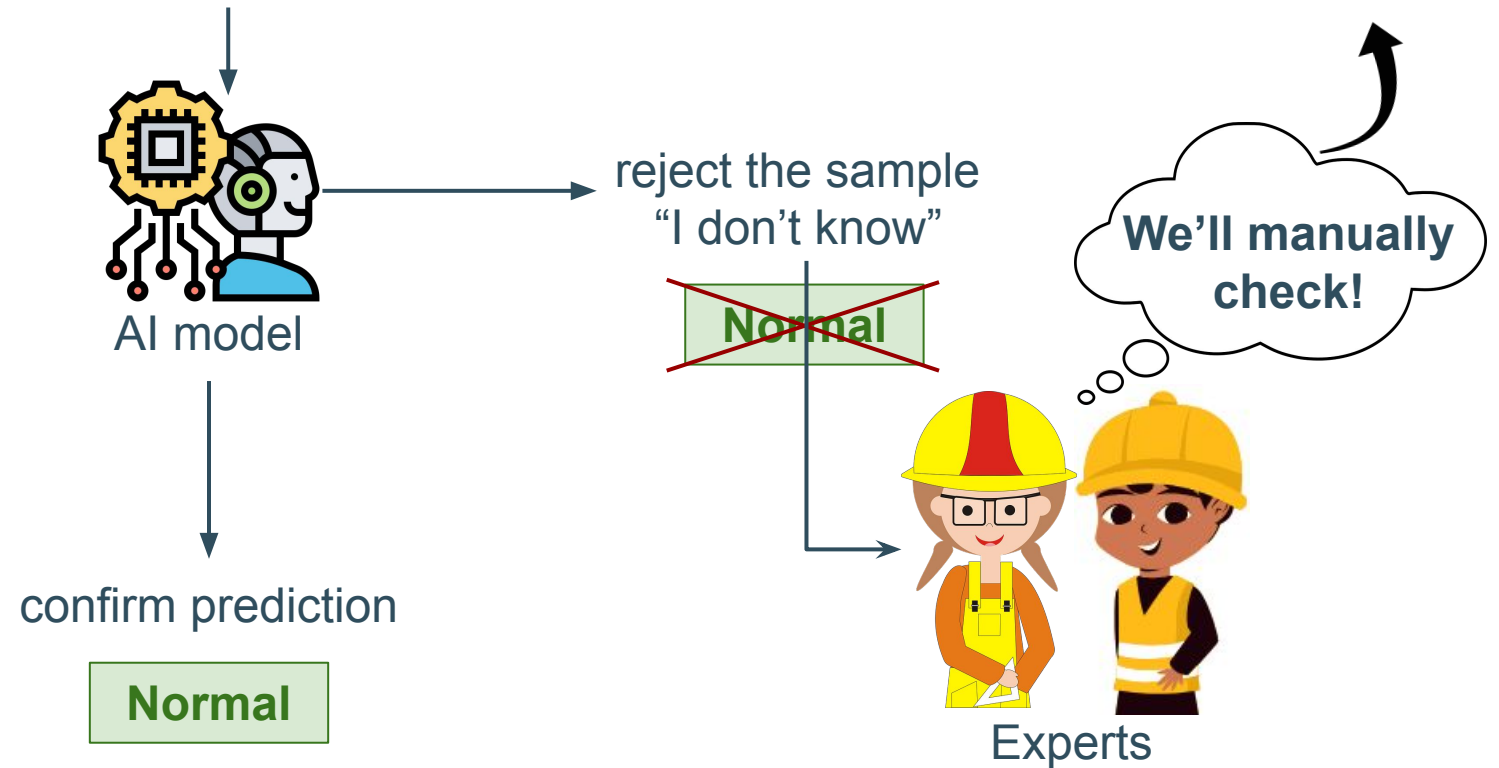 AI model
reject the sample
“I don’t know”
Normal
We’ll manually
check!
confirm prediction
Normal
Experts